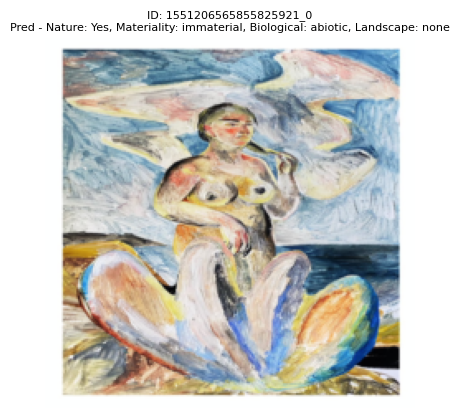 ID: 1551206565855825921_0
Pred - Nature: Yes, Materiality: immaterial, Biological: abiotic, Landscape: none